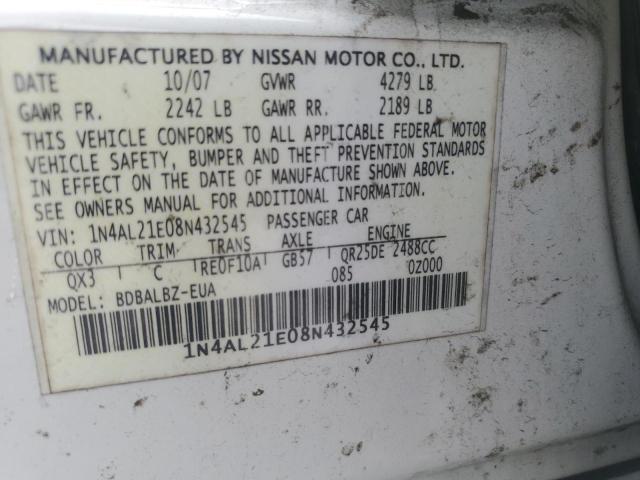 MANUFACTURED BY NISSAN MOTOR CO., LTD.
DATE 10/07 GVWR 4279 LB
GAWR FR. 2242 LB GAWR RR. 2189 LB
THIS VEHICLE CONFORMS TO ALL APPLICABLE FEDERAL MOTOR
VEHICLE SAFETY, BUMPER AND THEFT PREVENTION STANDARDS
IN EFFECT ON THE DATE OF MANUFACTURE SHOWN ABOVE.
SEE OWNERS MANUAL FOR ADDITIONAL INFORMATION.
VIN: 1N4AL21E08N432545 PASSENGER CAR
COLOR TRIM TRANS AXLE ENGINE
QX3 C RE0F10A GB57 QR25DE 2488CC
085 0Z000
MODEL: BDBALBZ-EUA
1N4AL21E08N432545